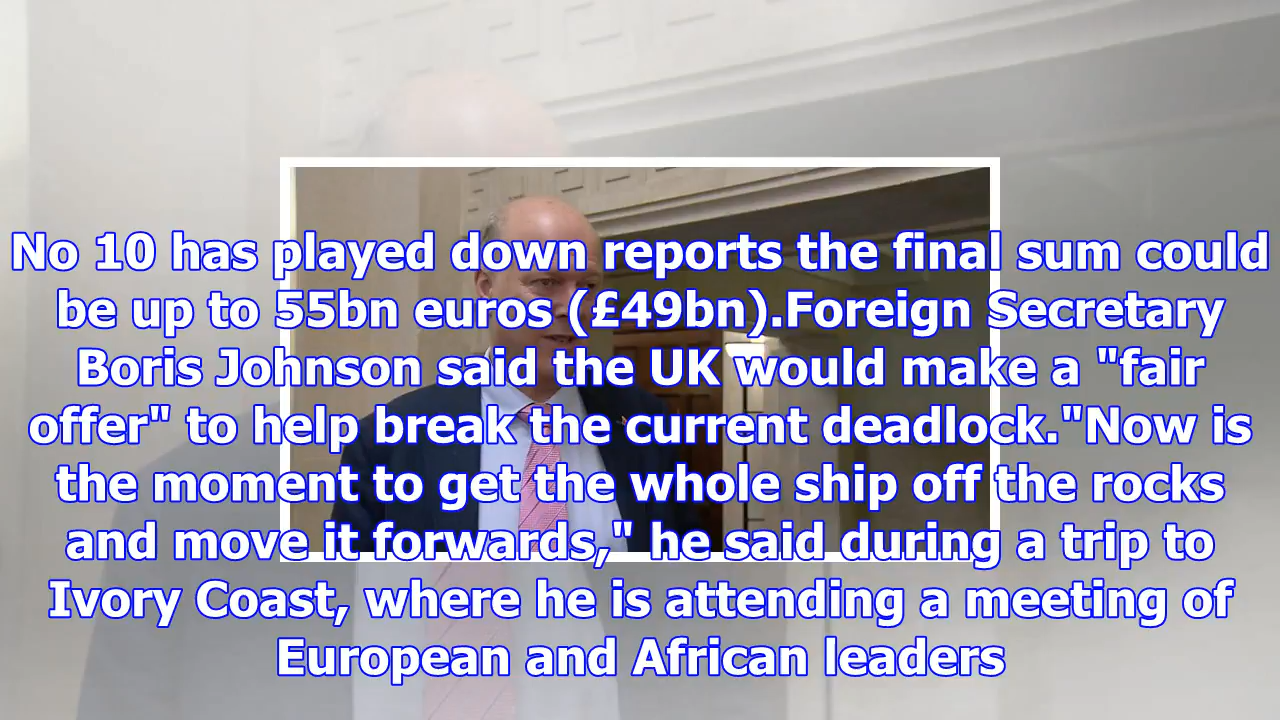 No 10 has played down reports the final sum could
be up to 55bn euros (£49bn).Foreign Secretary
Boris Johnson said the UK would make a "fair
offer" to help break the current deadlock."Now is
the moment to get the whole ship off the rocks
and move it forwards," he said during a trip to
Ivory Coast, where he is attending a meeting of
European and African leaders